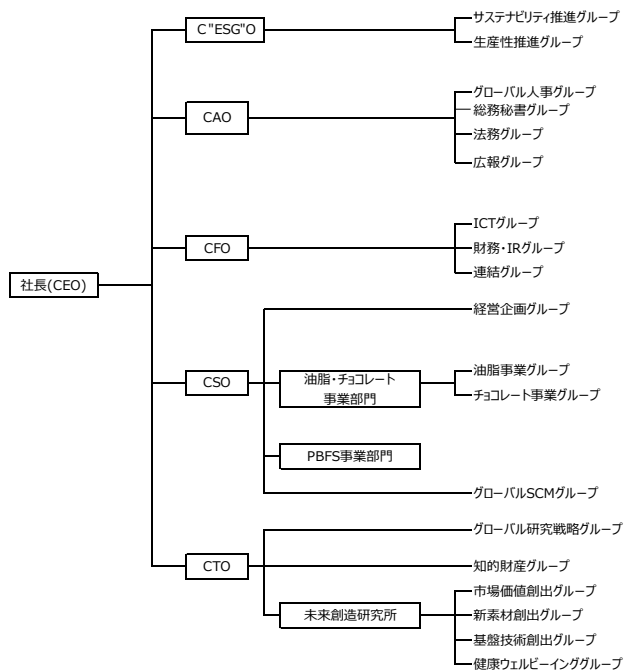 社長(CEO)
C"ESG"O
サステナビリティ推進グループ
生産性推進グループ
CAO
グローバル人事グループ
総務秘書グループ
法務グループ
広報グループ
CFO
ICTグループ
財務・IRグループ
連結グループ
CSO
経営企画グループ
油脂・チョコレート
事業部門
油脂事業グループ
チョコレート事業グループ
PBFS事業部門
グローバルSCMグループ
CTO
グローバル研究戦略グループ
知的財産グループ
未来創造研究所
市場価値創出グループ
新素材創出グループ
基盤技術創出グループ
健康ウェルビーインググループ